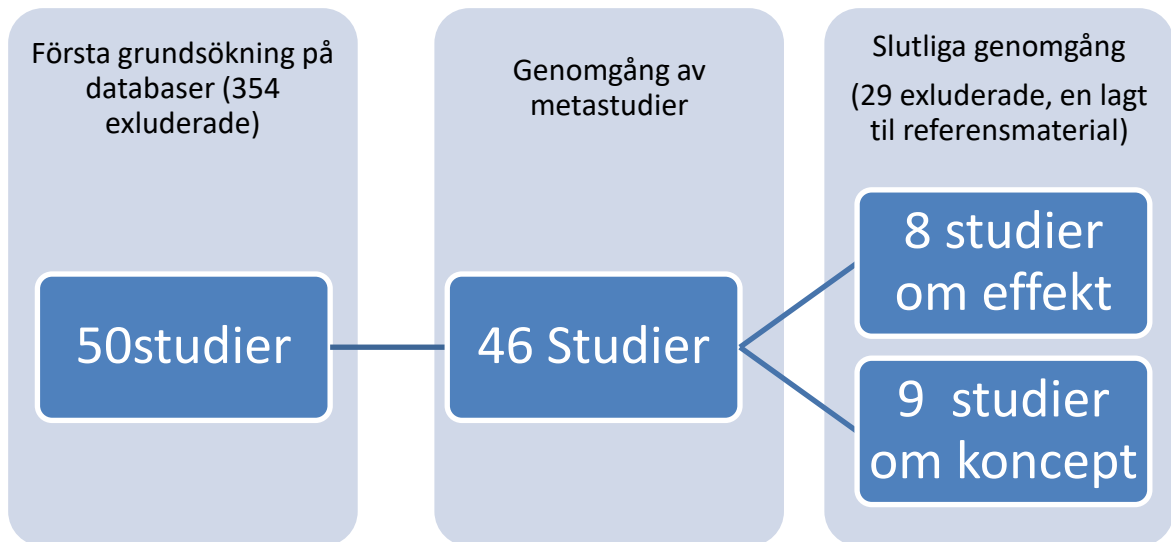 Första grundsökning på
databaser (354
exluderade)
50studier
Genomgång av
metastudier
46 Studier
Slutliga genomgång
(29 exluderade, en lagt
til referensmaterial)
8 studier
om effekt
9 studier
om koncept